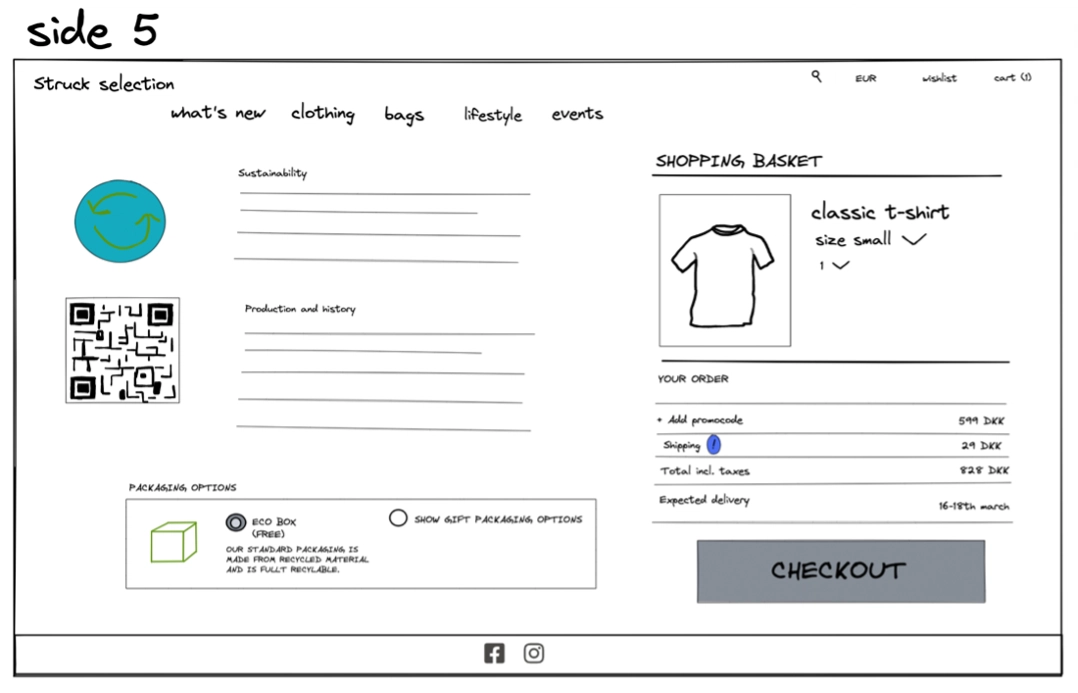 side 5
Struck selection
EUR
wishlist
cart (1)
what's new
clothing
bags
lifestyle
events
Sustainability
Production and history
PACKAGING OPTIONS
ECO BOX
(FREE)
OUR STANDARD PACKAGING IS
MADE FROM RECYCLED MATERIAL
AND IS FULLT RECYLABLE.
SHOW GIFT PACKAGING OPTIONS
SHOPPING BASKET
classic t-shirt
size small
1
YOUR ORDER
+ Add promocode 599 DKK
Shipping ! 29 DKK
Total incl. taxes 828 DKK
Expected delivery 16-18th march
CHECKOUT